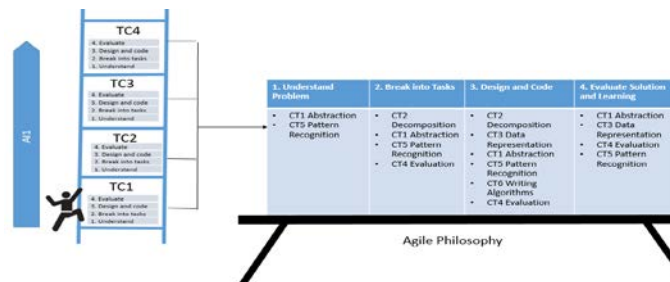 TC4
4. Evaluate
3. Design and code
2. Break into tasks
1. Understand
TC3
4. Evaluate
3. Design and code
2. Break into tasks
1. Understand
TC2
4. Evaluate
3. Design and code
2. Break into tasks
1. Understand
TC1
4. Evaluate
3. Design and code
2. Break into tasks
1. Understand
1. Understand
Problem
• CT1 Abstraction
• CT5 Pattern
Recognition
2. Break into Tasks
• CT2
Decomposition
• CT1 Abstraction
• CT5 Pattern
Recognition
• CT4 Evaluation
3. Design and Code
• CT2
Decomposition
• CT3 Data
Representation
• CT1 Abstraction
• CT5 Pattern
Recognition
• CT6 Writing
Algorithms
• CT4 Evaluation
4. Evaluate Solution
and Learning
• CT1 Abstraction
• CT3 Data
Representation
• CT4 Evaluation
• CT5 Pattern
Recognition
Agile Philosophy